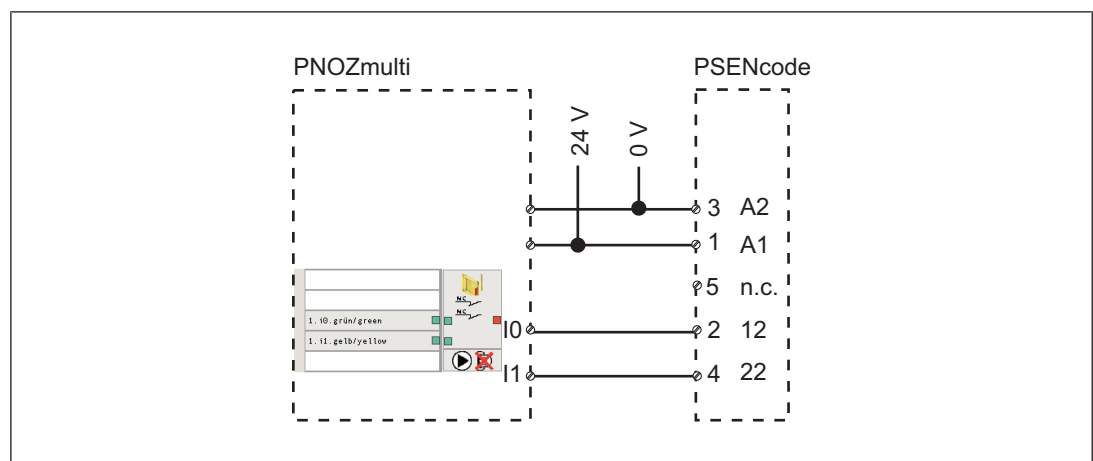 PNOZmulti
PSENcode
24 V
0 V
3 A2
1 A1
5 n.c.
N.C.
N.C.
1.i0.grün/green
I0
2 12
1.i1.gelb/yellow
I1
4 22